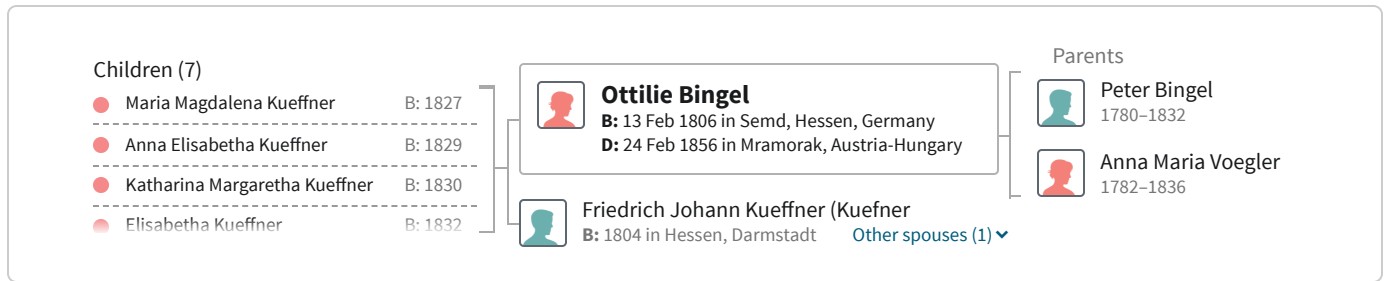 Children (7)
Maria Magdalena Kueffner B: 1827
Anna Elisabetha Kueffner B: 1829
Katharina Margaretha Kueffner B: 1830
Elisabetha Kueffner B: 1832
Ottilie Bingel
B: 13 Feb 1806 in Semd, Hessen, Germany
D: 24 Feb 1856 in Mramorak, Austria-Hungary
Friedrich Johann Kueffner (Kuefner
B: 1804 in Hessen, Darmstadt Other spouses (1)
Parents
Peter Bingel
1780–1832
Anna Maria Voegler
1782–1836